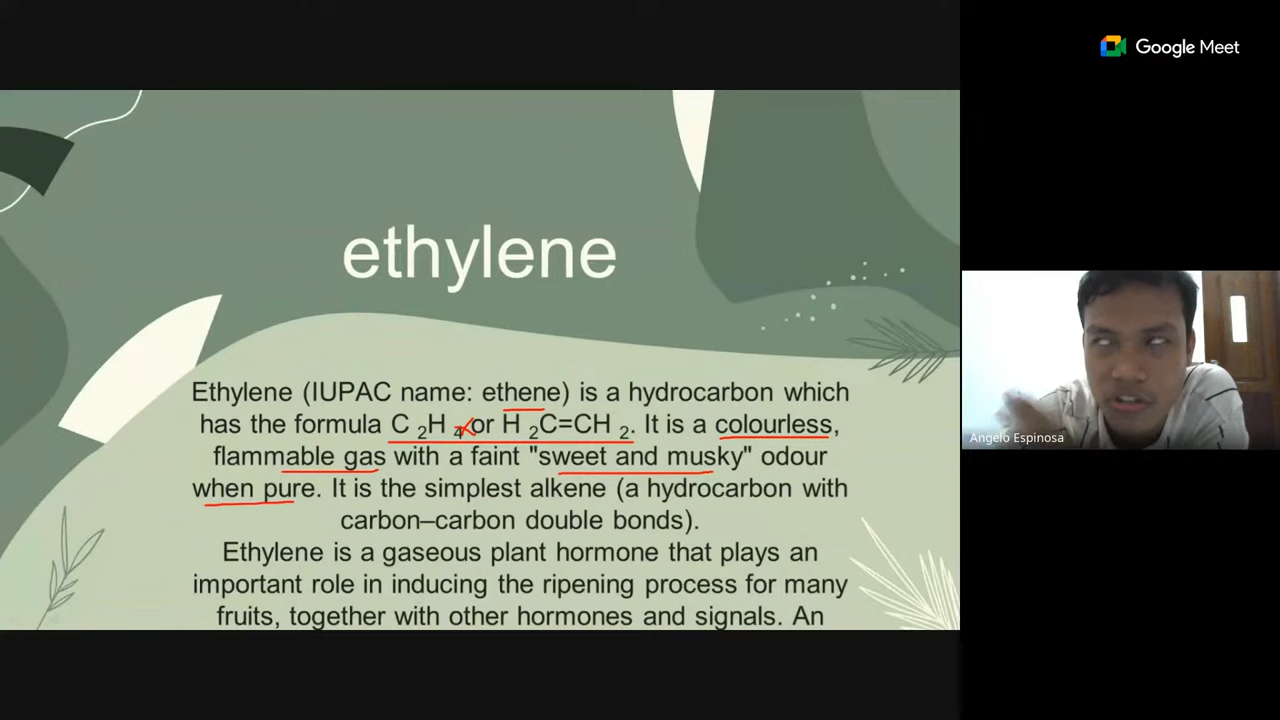 Google Meet
ethylene
Ethylene (IUPAC name: ethene) is a hydrocarbon which
has the formula C 2H 4 or H 2C=CH 2. It is a colourless,
flammable gas with a faint "sweet and musky" odour
when pure. It is the simplest alkene (a hydrocarbon with
carbon–carbon double bonds).
Ethylene is a gaseous plant hormone that plays an
important role in inducing the ripening process for many
fruits, together with other hormones and signals. An
Angelo Espinosa